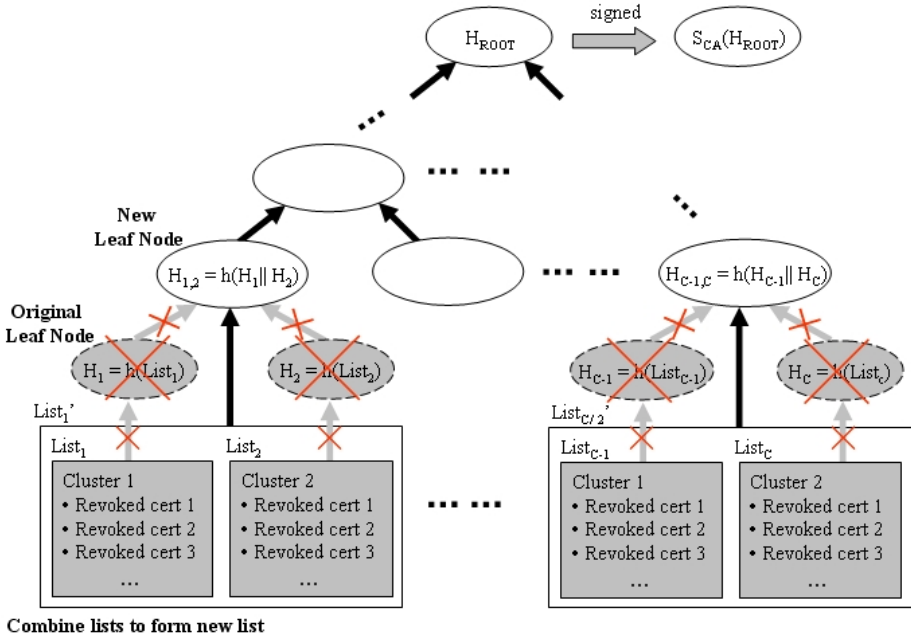 signed
H_ROOT
S_CA(H_ROOT)
... 
... ...
...
New
Leaf Node
H_1,2 = h(H_1|| H_2)
... ...
H_C-1,C = h(H_C-1|| H_C)
Original
Leaf Node
H_1 = h(List_1)
H_2 = h(List_2)
H_C-1 = h(List_C-1)
H_C = h(List_c)
List_1'
List_C/2'
List_1
List_2
List_C-1
List_C
Cluster 1
• Revoked cert 1
• Revoked cert 2
• Revoked cert 3
...
Cluster 2
• Revoked cert 1
• Revoked cert 2
• Revoked cert 3
...
... ...
Cluster 1
• Revoked cert 1
• Revoked cert 2
• Revoked cert 3
...
Cluster 2
• Revoked cert 1
• Revoked cert 2
• Revoked cert 3
...
Combine lists to form new list